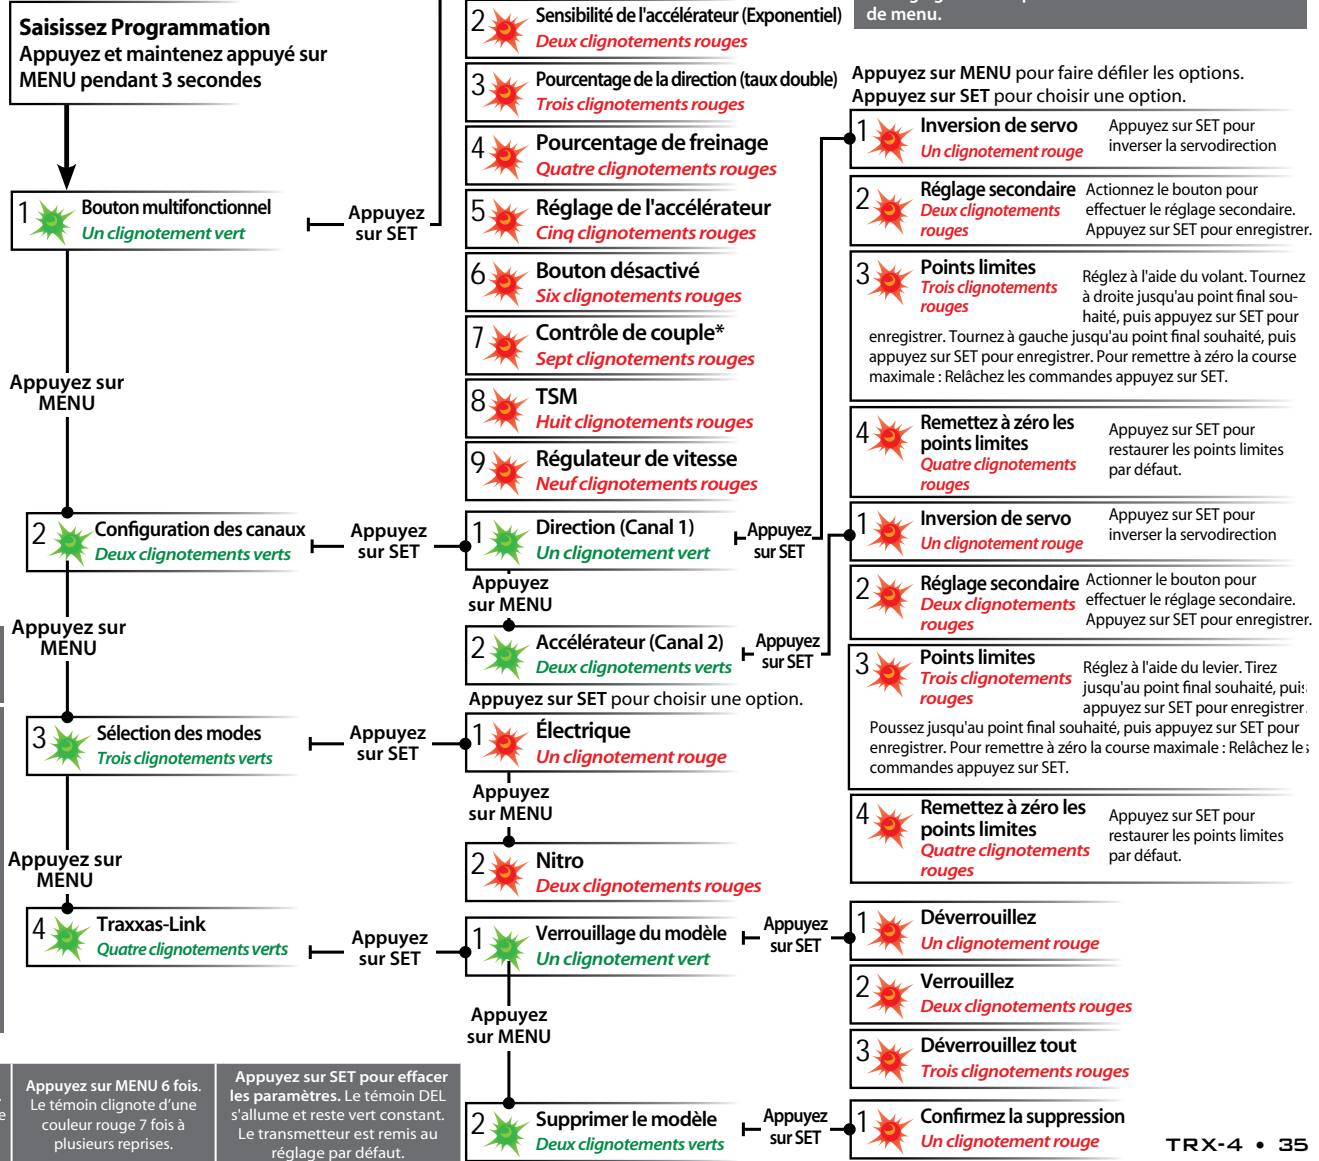 de menu.
Saisissez Programmation
Appuyez et maintenez appuyé sur
MENU pendant 3 secondes
1 Bouton multifonctionnel
Un clignotement vert
Appuyez
sur SET
2 Sensibilité de l'accélérateur (Exponentiel)
Deux clignotements rouges
3 Pourcentage de la direction (taux double)
Trois clignotements rouges
4 Pourcentage de freinage
Quatre clignotements rouges
5 Réglage de l'accélérateur
Cinq clignotements rouges
6 Bouton désactivé
Six clignotements rouges
7 Contrôle de couple*
Sept clignotements rouges
8 TSM
Huit clignotements rouges
9 Régulateur de vitesse
Neuf clignotements rouges
Appuyez sur
MENU
2 Configuration des canaux
Deux clignotements verts
Appuyez
sur SET
1 Direction (Canal 1)
Un clignotement vert
Appuyez
sur SET
Appuyez
sur MENU
2 Accélérateur (Canal 2)
Deux clignotements verts
Appuyez
sur SET
Appuyez sur MENU pour faire défiler les options.
Appuyez sur SET pour choisir une option.
1 Inversion de servo
Un clignotement rouge
Appuyez sur SET pour
inverser la servodirection
2 Réglage secondaire
Deux clignotements
rouges
Actionnez le bouton pour
effectuer le réglage secondaire.
Appuyez sur SET pour enregistrer.
3 Points limites
Trois clignotements
rouges
Réglez à l'aide du volant. Tournez
à droite jusqu'au point final sou-
haité, puis appuyez sur SET pour
enregistrer. Tournez à gauche jusqu'au point final souhaité, puis
appuyez sur SET pour enregistrer. Pour remettre à zéro la course
maximale : Relâchez les commandes appuyez sur SET.
4 Remettez à zéro les
points limites
Quatre clignotements
rouges
Appuyez sur SET pour
restaurer les points limites
par défaut.
1 Inversion de servo
Un clignotement rouge
Appuyez sur SET pour
inverser la servodirection
2 Réglage secondaire
Deux clignotements
rouges
Actionner le bouton pour
effectuer le réglage secondaire.
Appuyez sur SET pour enregistrer.
3 Points limites
Trois clignotements
rouges
Réglez à l'aide du levier. Tirez
jusqu'au point final souhaité, puis
appuyez sur SET pour enregistrer.
Poussez jusqu'au point final souhaité, puis appuyez sur SET pour
enregistrer. Pour remettre à zéro la course maximale : Relâchez les
commandes appuyez sur SET.
4 Remettez à zéro les
points limites
Quatre clignotements
rouges
Appuyez sur SET pour
restaurer les points limites
par défaut.
Appuyez sur
MENU
3 Sélection des modes
Trois clignotements verts
Appuyez
sur SET
Appuyez sur SET pour choisir une option.
1 Électrique
Un clignotement rouge
Appuyez
sur MENU
2 Nitro
Deux clignotements rouges
Appuyez sur
MENU
4 Traxxas-Link
Quatre clignotements verts
Appuyez
sur SET
1 Verrouillage du modèle
Un clignotement vert
Appuyez
sur SET
1 Déverrouillez
Un clignotement rouge
2 Verrouillez
Deux clignotements rouges
3 Déverrouillez tout
Trois clignotements rouges
Appuyez
sur MENU
2 Supprimer le modèle
Deux clignotements verts
Appuyez
sur SET
1 Confirmez la suppression
Un clignotement rouge
Appuyez sur MENU 6 fois.
Le témoin clignote d'une
couleur rouge 7 fois à
plusieurs reprises.
Appuyez sur SET pour effacer
les paramètres. Le témoin DEL
s'allume et reste vert constant.
Le transmetteur est remis au
réglage par défaut.
TRX-4 • 35